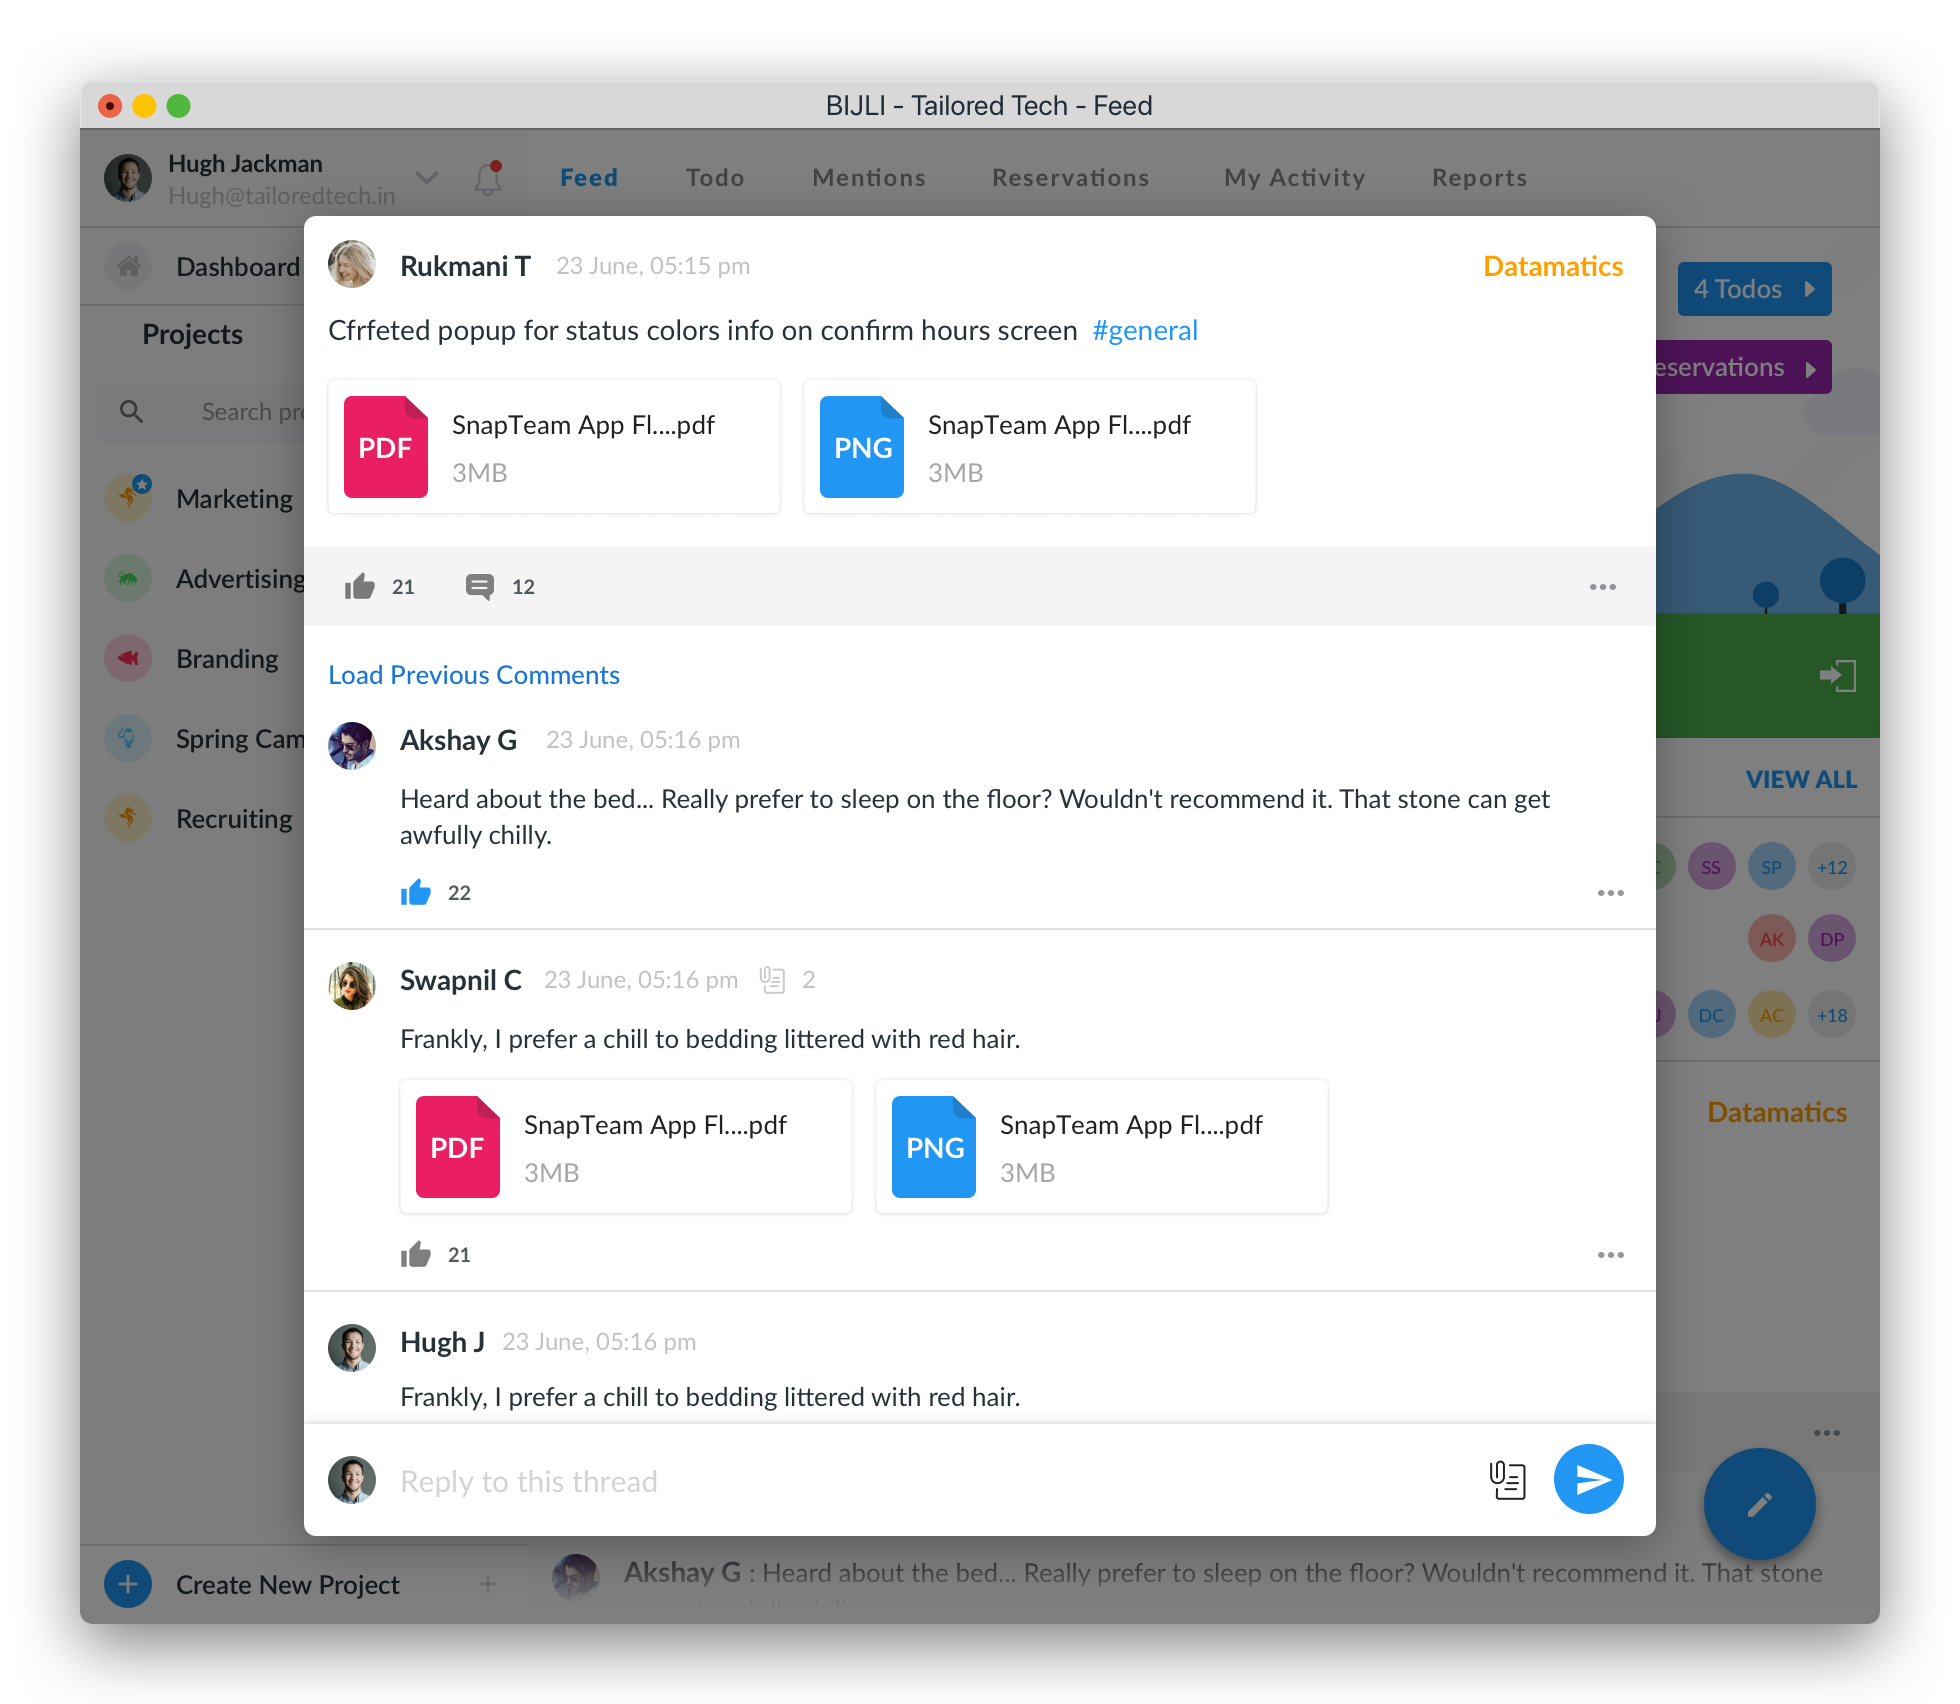 BIJLI - Tailored Tech - Feed
Hugh Jackman
Hugh@tailoredtech.in
Feed Todo Mentions Reservations My Activity Reports
Dashboard
Projects
Search
Marketing
Advertising
Branding
Spring
Recruiting
Create New Project
4 Todos
eservations
VIEW ALL
SS SP +12
AK DP
DC AC +18
Datamatics
Rukmani T 23 June, 05:15 pm Datamatics
Cfrfeted popup for status colors info on confirm hours screen #general
PDF SnapTeam App Fl....pdf
3MB
PNG SnapTeam App Fl....pdf
3MB
21 12
Load Previous Comments
Akshay G 23 June, 05:16 pm
Heard about the bed... Really prefer to sleep on the floor? Wouldn't recommend it. That stone can get
awfully chilly.
22
Swapnil C 23 June, 05:16 pm 2
Frankly, I prefer a chill to bedding littered with red hair.
PDF SnapTeam App Fl....pdf
3MB
PNG SnapTeam App Fl....pdf
3MB
21
Hugh J 23 June, 05:16 pm
Frankly, I prefer a chill to bedding littered with red hair.
Reply to this thread
Akshay G : Heard about the bed... Really prefer to sleep on the floor? Wouldn't recommend it. That stone